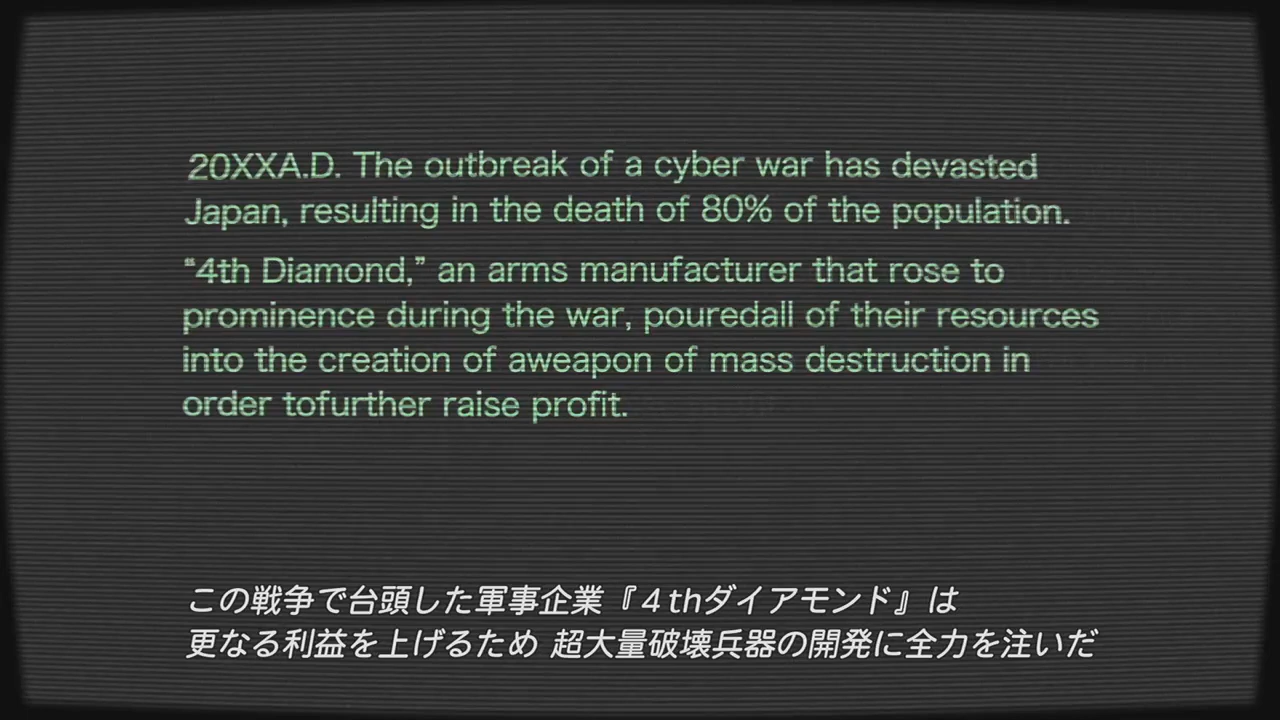 20XXA.D. The outbreak of a cyber war has devasted
Japan, resulting in the death of 80% of the population.
“4th Diamond,” an arms manufacturer that rose to
prominence during the war, pouredall of their resources
into the creation of aweapon of mass destruction in
order tofurther raise profit.
この戦争で台頭した軍事企業『４thダイアモンド』は
更なる利益を上げるため 超大量破壊兵器の開発に全力を注いだ